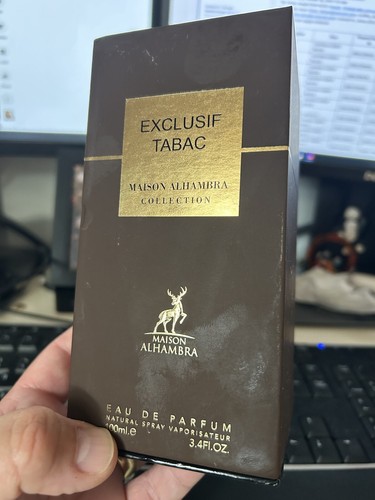 EXCLUSIF
TABAC
MAISON ALHAMBRA
COLLECTION
MAISON
ALHAMBRA
EAU DE PARFUM
NATURAL SPRAY VAPORISATEUR
100ml.e
3.4Fl.OZ.